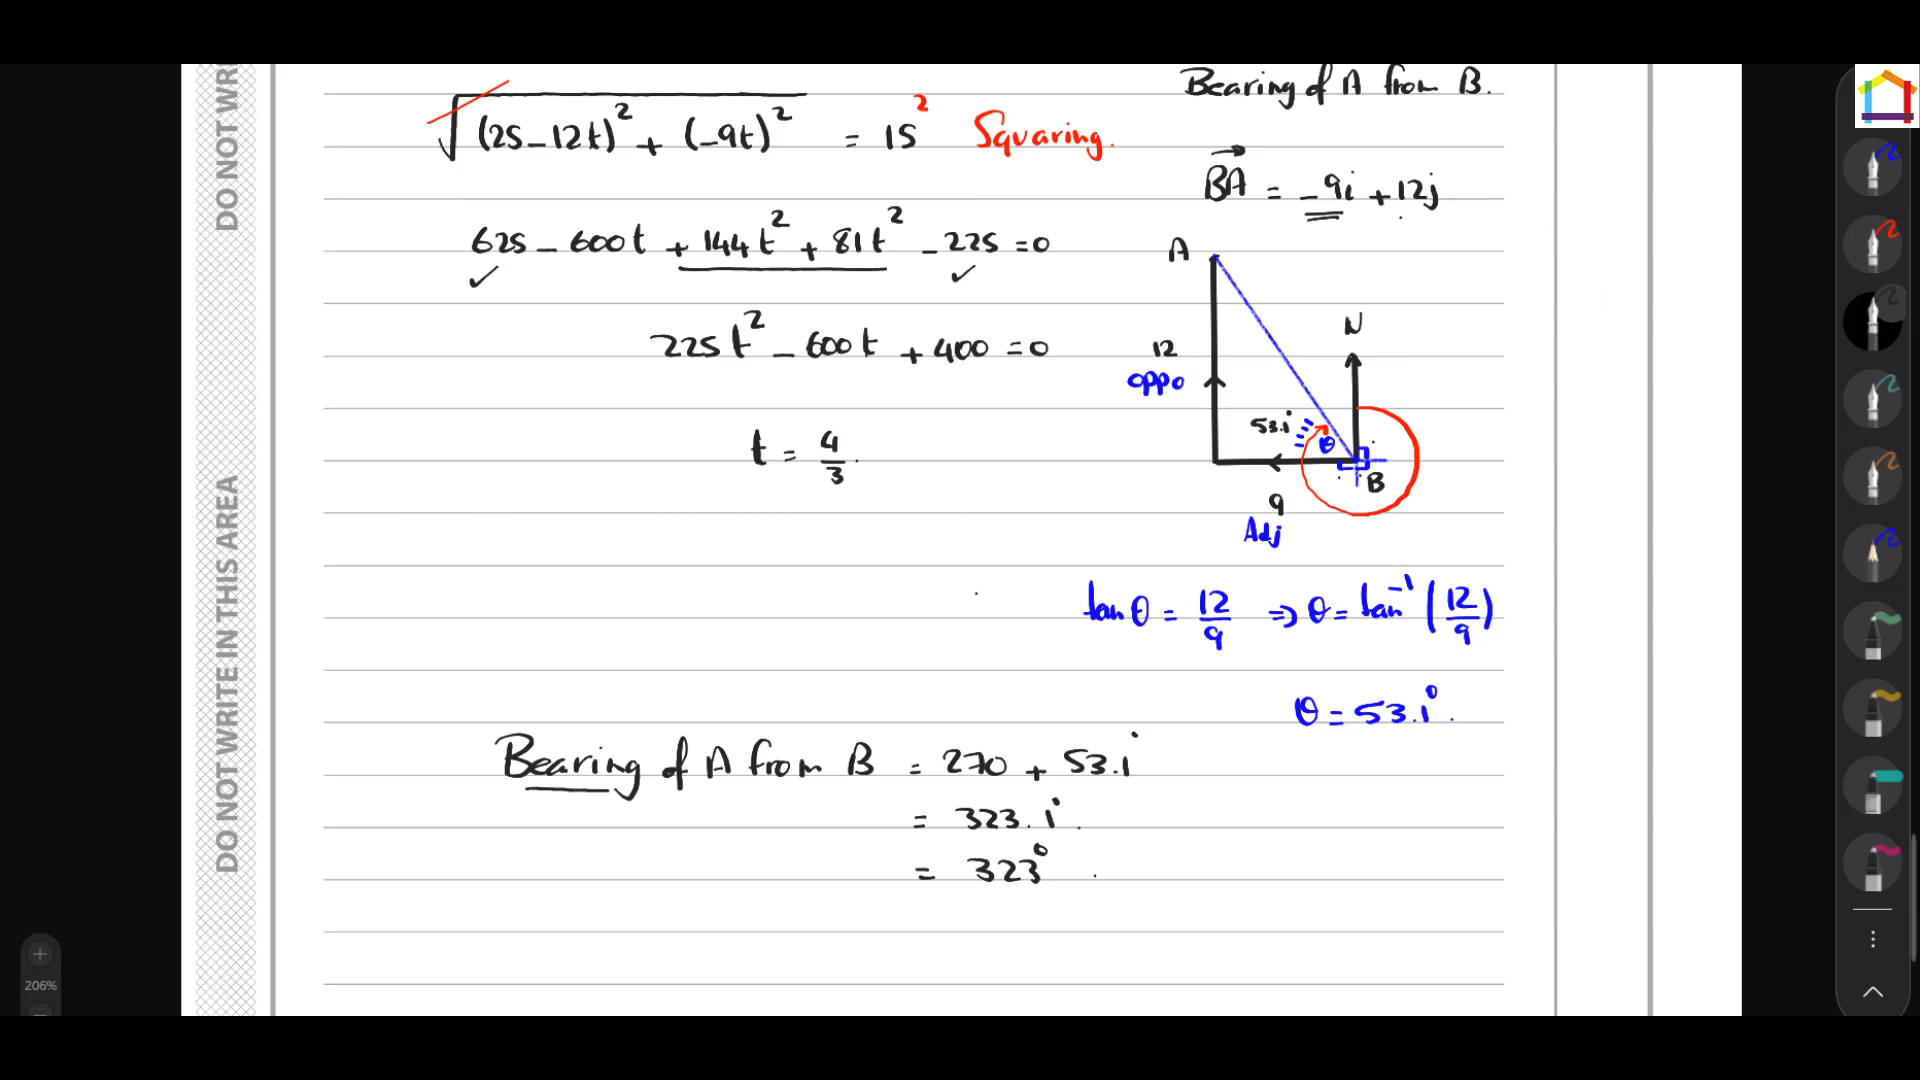 DO NOT WRI
DO NOT WRITE IN THIS AREA
√(25-12t)² + (-9t)² = 15² Squaring.
625 - 600t + 144t² + 81t² - 225 = 0
225t² - 600t + 400 = 0
t = 4/3.
Bearing of A from B.
BA = -9i + 12j
A
N
12
oppo
53.1°
θ
B
9
Adj
tanθ = 12/9 => θ = tan⁻¹(12/9)
θ = 53.1°.
Bearing of A from B = 270 + 53.1°
= 323.1°.
= 323°.
206%